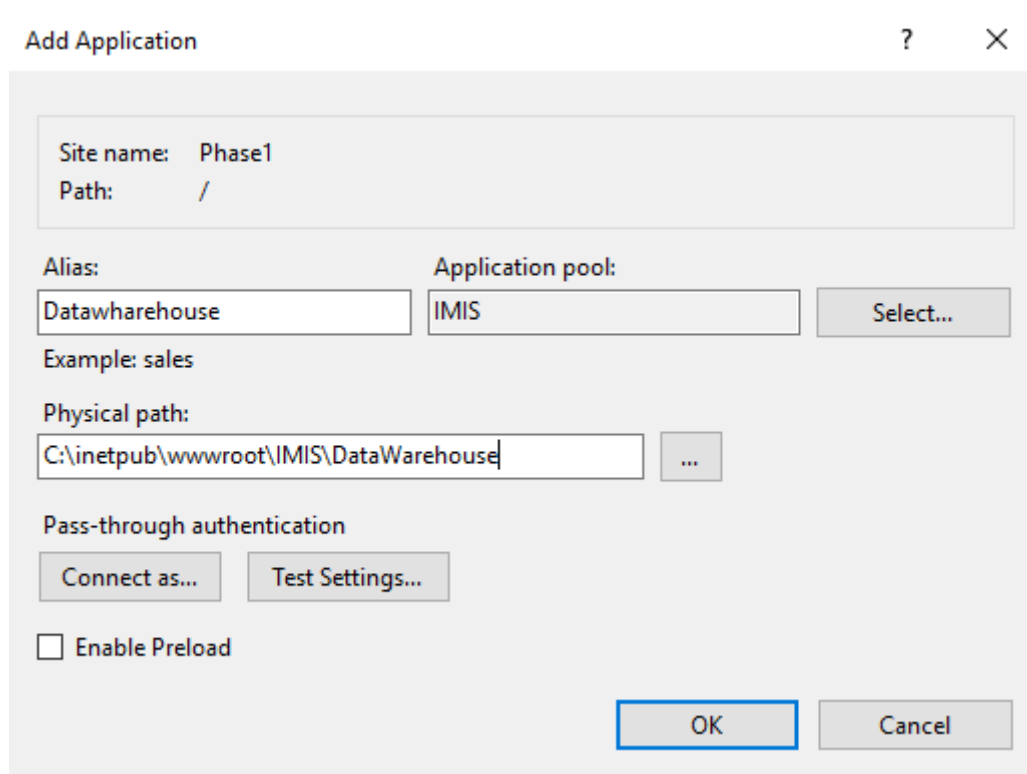 Add Application
?
Site name: Phase1
Path: /
Alias:
Application pool:
Datawharehouse
IMIS
Select...
Example: sales
Physical path:
C:\inetpub\wwwroot\IMIS\DataWarehouse
...
Pass-through authentication
Connect as...
Test Settings...
Enable Preload
OK
Cancel